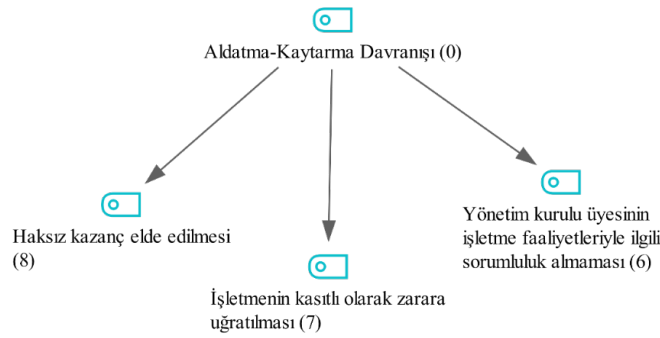 Aldatma-Kaytarma Davranışı (0)
Haksız kazanç elde edilmesi
(8)
İşletmenin kasıtlı olarak zarara
uğratılması (7)
Yönetim kurulu üyesinin
işletme faaliyetleriyle ilgili
sorumluluk almaması (6)